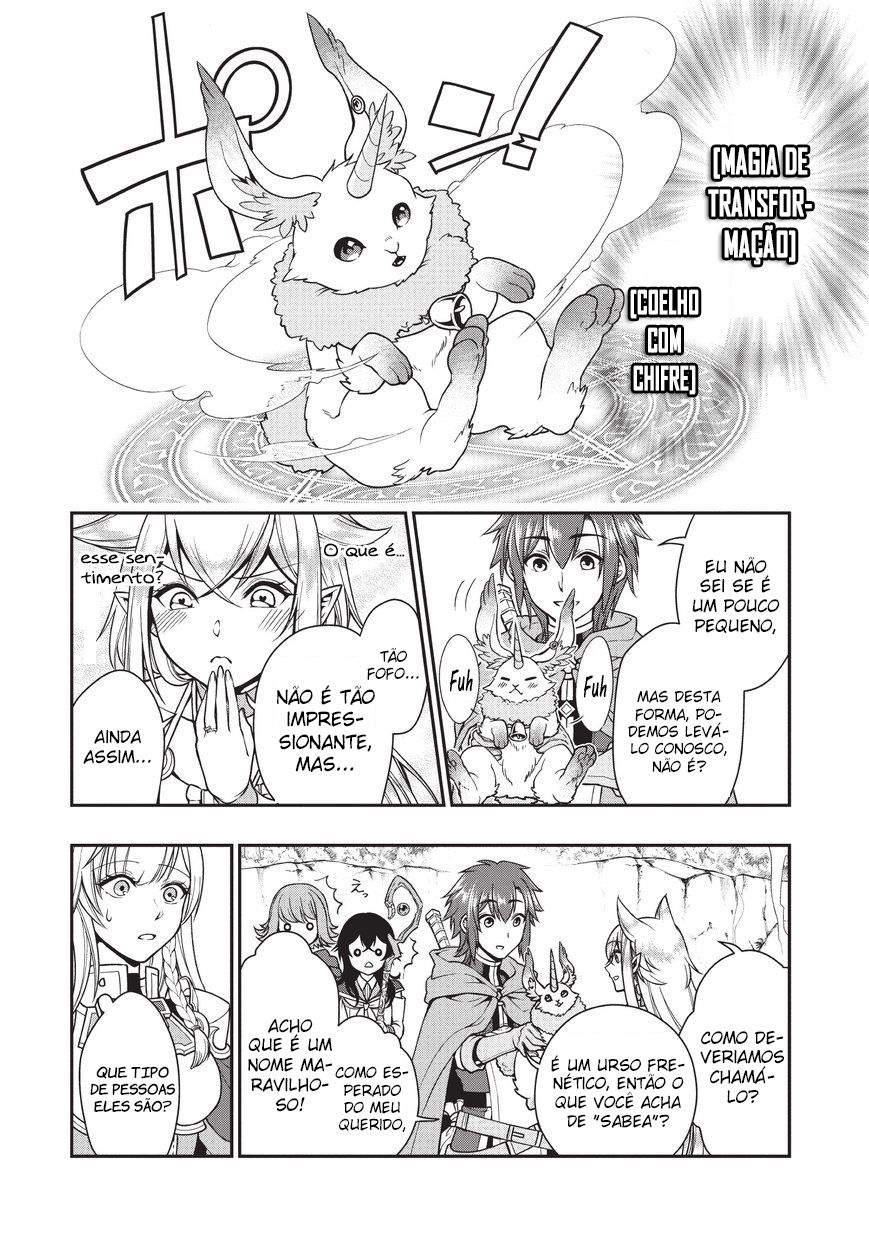 ポン!
[MAGIA DE
TRANSFOR-
MAÇÃO]
[COELHO
COM
CHIFRE]
EU NÃO
SEI SE É
UM POUCO
PEQUENO,
MAS DESTA
FORMA, PO-
DEMOS LEVÁ-
LO CONOSCO,
NÃO É?
Fuh
Fuh
O que é...
esse sen-
timento?
TÃO
FOFO...
NÃO É TÃO
IMPRES-
SIONANTE,
MAS...
AINDA
ASSIM...
COMO DE-
VERIAMOS
CHAMÁ-
LO?
É UM URSO FRE-
NÉTICO, ENTÃO O
QUE VOCÊ ACHA
DE "SABEA"?
え、
COMO ES-
PERADO
DO MEU
QUERIDO,
ACHO
QUE É UM
NOME MA-
RAVILHO-
SO!
QUE TIPO
DE PESSOAS
ELES SÃO?